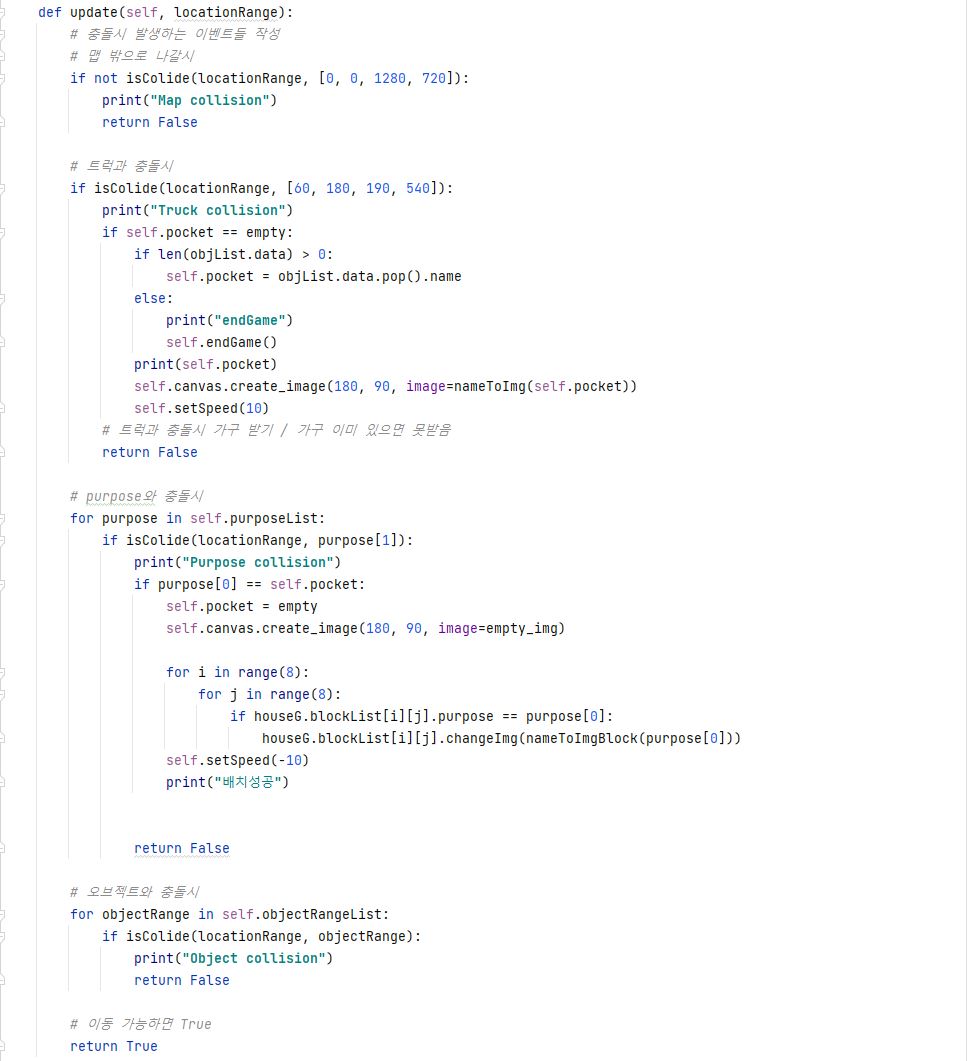 def update(self, locationRange):
    # 충돌시 발생하는 이벤트들 작성
    # 맵 밖으로 나갈시
    if not isColide(locationRange, [0, 0, 1280, 720]):
        print("Map collision")
        return False

    # 트럭과 충돌시
    if isColide(locationRange, [60, 180, 190, 540]):
        print("Truck collision")
        if self.pocket == empty:
            if len(objList.data) > 0:
                self.pocket = objList.data.pop().name
            else:
                print("endGame")
                self.endGame()
            print(self.pocket)
            self.canvas.create_image(180, 90, image=nameToImg(self.pocket))
            self.setSpeed(10)
        # 트럭과 충돌시 가구 받기 / 가구 이미 있으면 못받음
        return False

    # purpose와 충돌시
    for purpose in self.purposeList:
        if isColide(locationRange, purpose[1]):
            print("Purpose collision")
            if purpose[0] == self.pocket:
                self.pocket = empty
                self.canvas.create_image(180, 90, image=empty_img)

                for i in range(8):
                    for j in range(8):
                        if houseG.blockList[i][j].purpose == purpose[0]:
                            houseG.blockList[i][j].changeImg(nameToImgBlock(purpose[0]))
                self.setSpeed(-10)
                print("배치성공")


            return False

    # 오브젝트와 충돌시
    for objectRange in self.objectRangeList:
        if isColide(locationRange, objectRange):
            print("Object collision")
            return False

    # 이동 가능하면 True
    return True